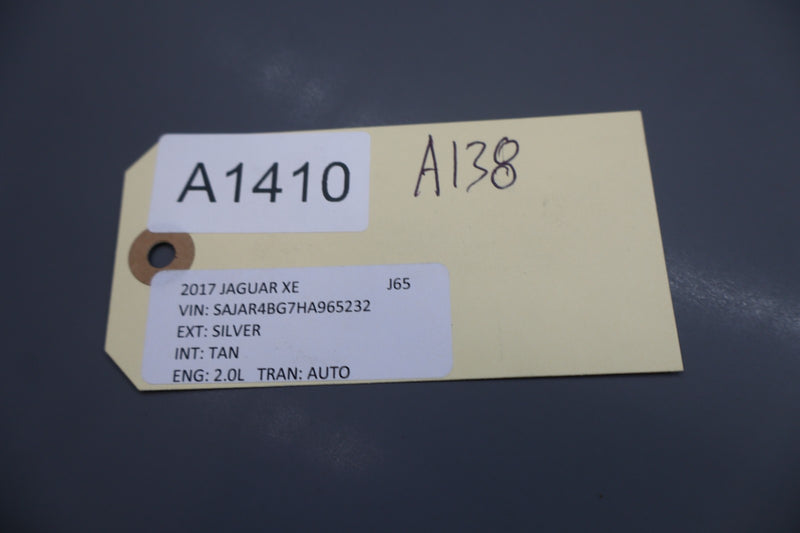 A1410
A138
2017 JAGUAR XE J65
VIN: SAJAR4BG7HA965232
EXT: SILVER
INT: TAN
ENG: 2.0L TRAN: AUTO